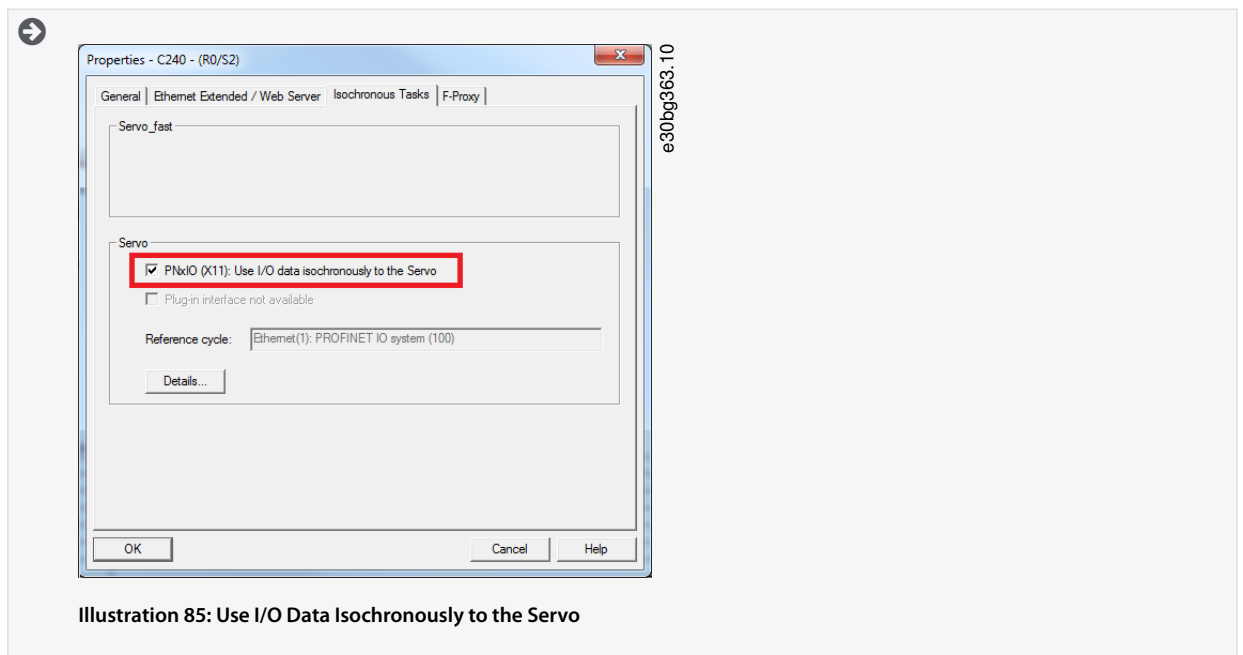 Properties - C240 - (R0/S2)
e30bg363.10
General Ethernet Extended / Web Server Isochronous Tasks F-Proxy
Servo_fast
Servo
PNxIO (X11): Use I/O data isochronously to the Servo
Plug-in interface not available
Reference cycle: Ethernet(1): PROFINET IO system (100)
Details...
OK Cancel Help
Illustration 85: Use I/O Data Isochronously to the Servo